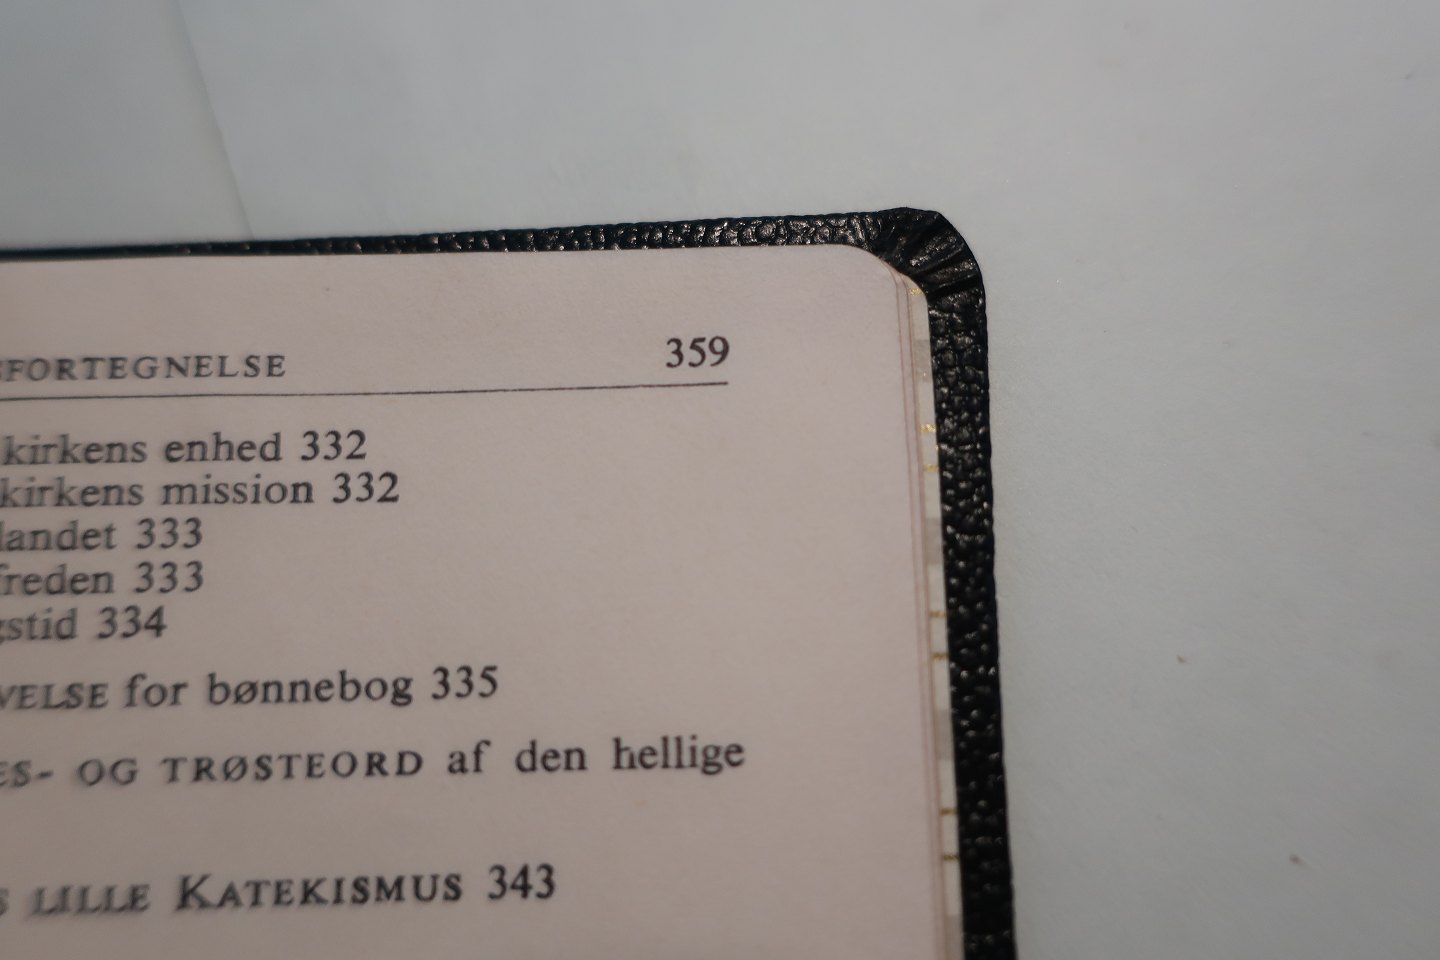 FORTEGNELSE 359
kirkens enhed 332
kirkens mission 332
landet 333
freden 333
gstid 334
VELSE for bønnebog 335
ES- OG TRØSTEORD af den hellige
S LILLE KATEKISMUS 343